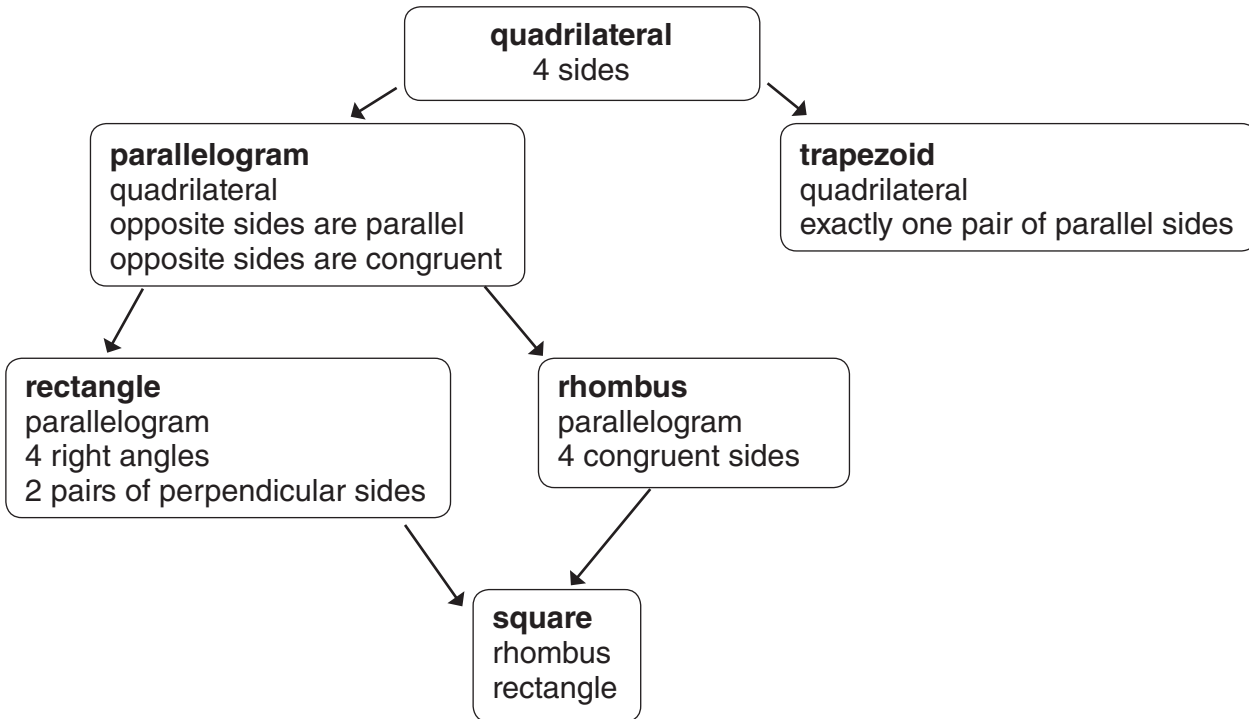 quadrilateral
4 sides
parallelogram
quadrilateral
opposite sides are parallel
opposite sides are congruent
trapezoid
quadrilateral
exactly one pair of parallel sides
rectangle
parallelogram
4 right angles
2 pairs of perpendicular sides
rhombus
parallelogram
4 congruent sides
square
rhombus
rectangle